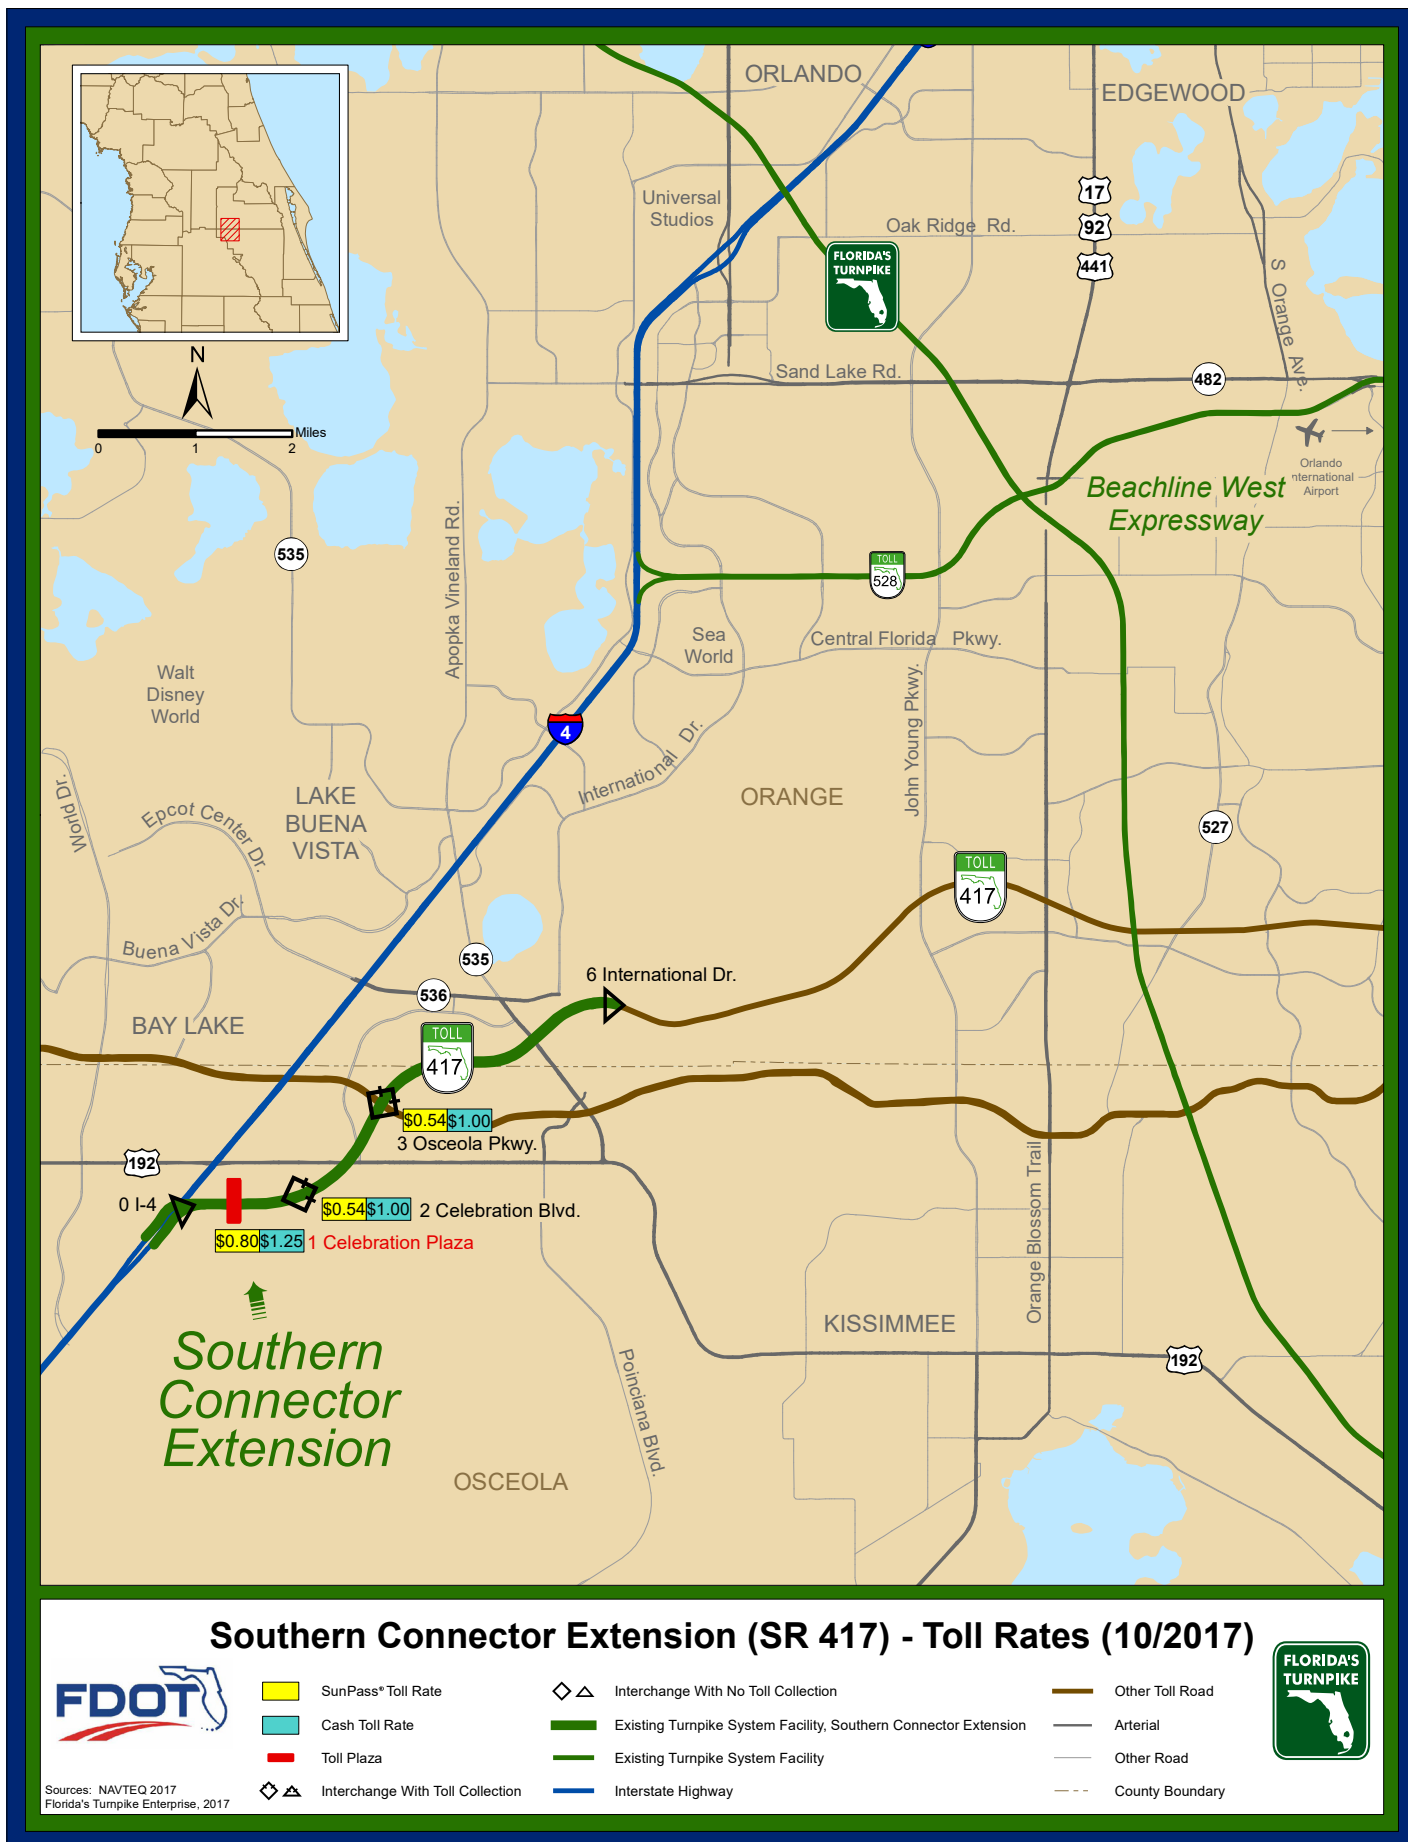 ORLANDO
EDGEWOOD
Universal
Studios
17
92
441
Oak Ridge Rd.
FLORIDA'S
TURNPIKE
S Orange Ave.
N
Miles
0 1 2
Sand Lake Rd.
482
Orlando
International
Airport
Beachline West
Expressway
535
Apopka Vineland Rd.
TOLL
528
Sea
World
Central Florida Pkwy.
Walt
Disney
World
4
International Dr.
John Young Pkwy.
ORANGE
World Dr.
Epcot Center Dr.
LAKE
BUENA
VISTA
527
TOLL
417
Buena Vista Dr.
535
536
6 International Dr.
BAY LAKE
TOLL
417
$0.54 $1.00
3 Osceola Pkwy.
192
0 I-4
$0.54 $1.00 2 Celebration Blvd.
$0.80 $1.25 1 Celebration Plaza
Orange Blossom Trail
Southern
Connector
Extension
KISSIMMEE
192
Poinciana Blvd.
OSCEOLA
Southern Connector Extension (SR 417) - Toll Rates (10/2017)
FDOT
SunPass® Toll Rate
Cash Toll Rate
Toll Plaza
Interchange With Toll Collection
Interchange With No Toll Collection
Existing Turnpike System Facility, Southern Connector Extension
Existing Turnpike System Facility
Interstate Highway
Other Toll Road
Arterial
Other Road
County Boundary
FLORIDA'S
TURNPIKE
Sources: NAVTEQ 2017
Florida's Turnpike Enterprise, 2017